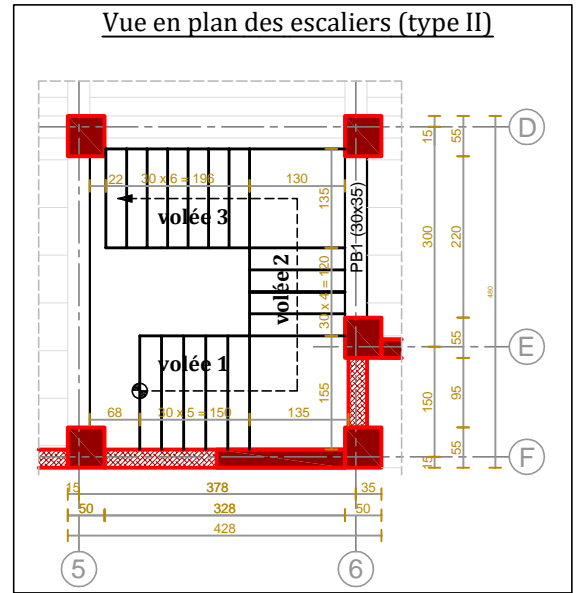 Vue en plan des escaliers (type II)
15
55
D
22
30 x 6 = 196
130
135
volée 3
PB1 (30x35)
300
220
480
volée 2
30 x 4 = 120
55
E
volée 1
68
30 x 5 = 150
135
155
150
95
55
15
F
15
378
35
50
328
50
428
5
6